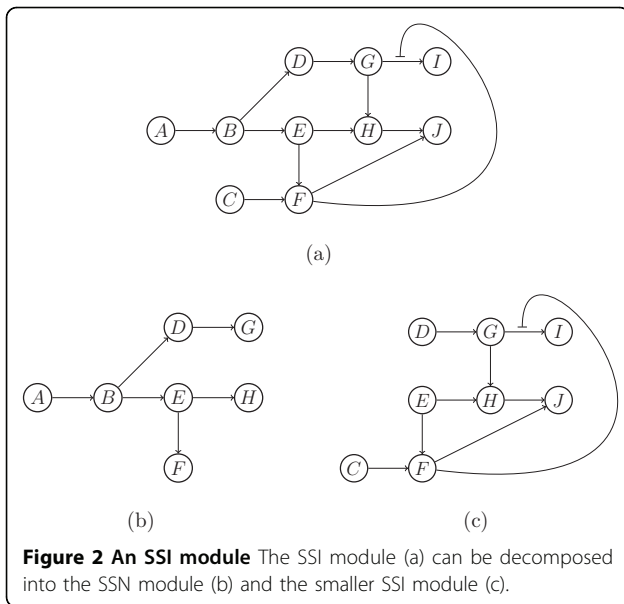 D G I
A B E H J
C F
(a)
D G D G I
A B E H E H J
F C F
(b) (c)
Figure 2 An SSI module The SSI module (a) can be decomposed
into the SSN module (b) and the smaller SSI module (c).